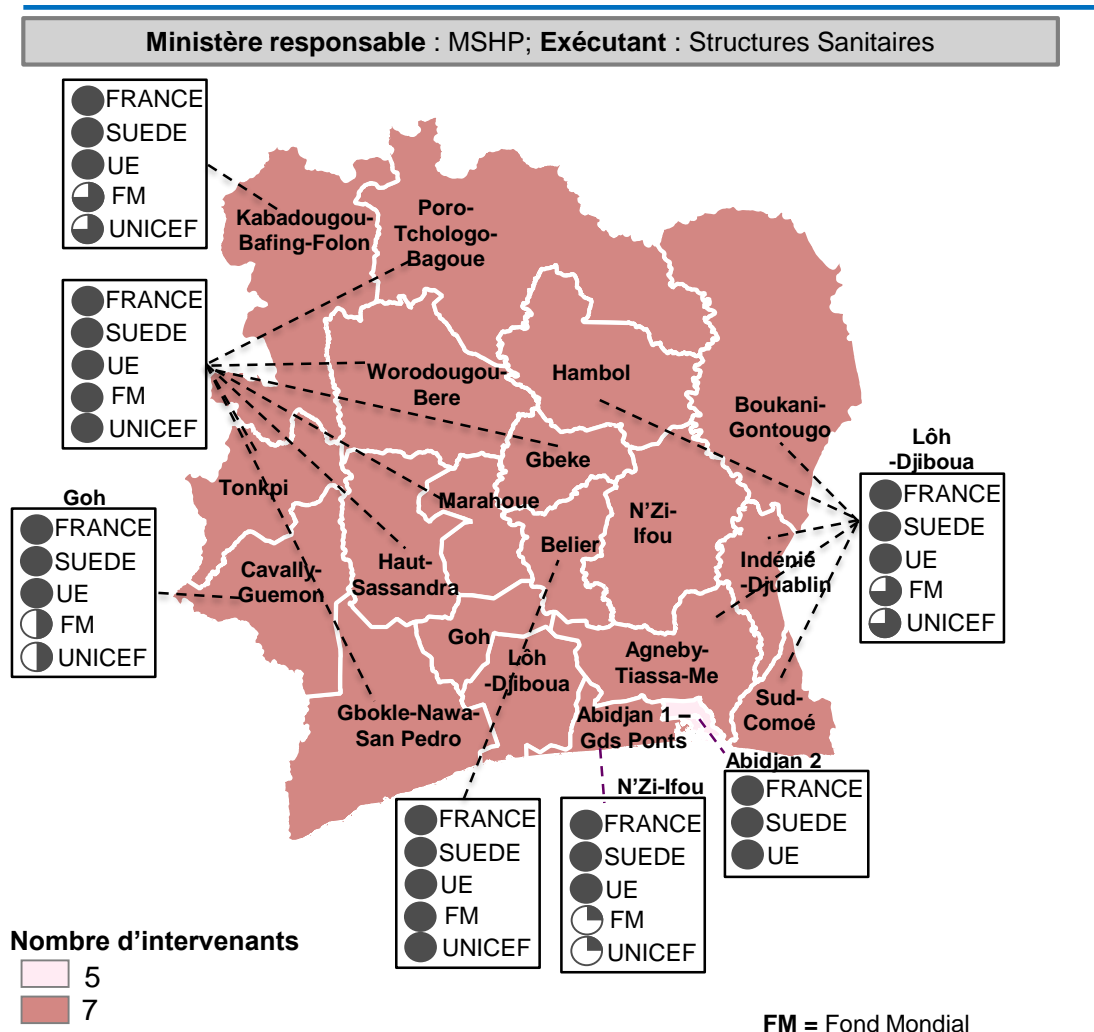 Ministère responsable : MSHP; Exécutant : Structures Sanitaires
FRANCE
SUEDE
UE
FM
UNICEF
FRANCE
SUEDE
UE
FM
UNICEF
Goh
FRANCE
SUEDE
UE
FM
UNICEF
Kabadougou-
Bafing-Folon
Poro-
Tchologo-
Bagoue
Worodougou-
Bere
Hambol
Boukani-
Gontougo
Tonkpi
Marahoue
Gbeke
N'Zi-
Ifou
Cavally-
Guemon
Haut-
Sassandra
Belier
Indénié
-Djuablin
Goh
Lôh
-Djiboua
Agneby-
Tiassa-Me
Gbokle-Nawa-
San Pedro
Abidjan 1 –
Gds Ponts
Sud-
Comoé
Lôh
-Djiboua
FRANCE
SUEDE
UE
FM
UNICEF
Abidjan 2
FRANCE
SUEDE
UE
N'Zi-Ifou
FRANCE
SUEDE
UE
FM
UNICEF
FRANCE
SUEDE
UE
FM
UNICEF
Nombre d'intervenants
5
7
FM = Fond Mondial